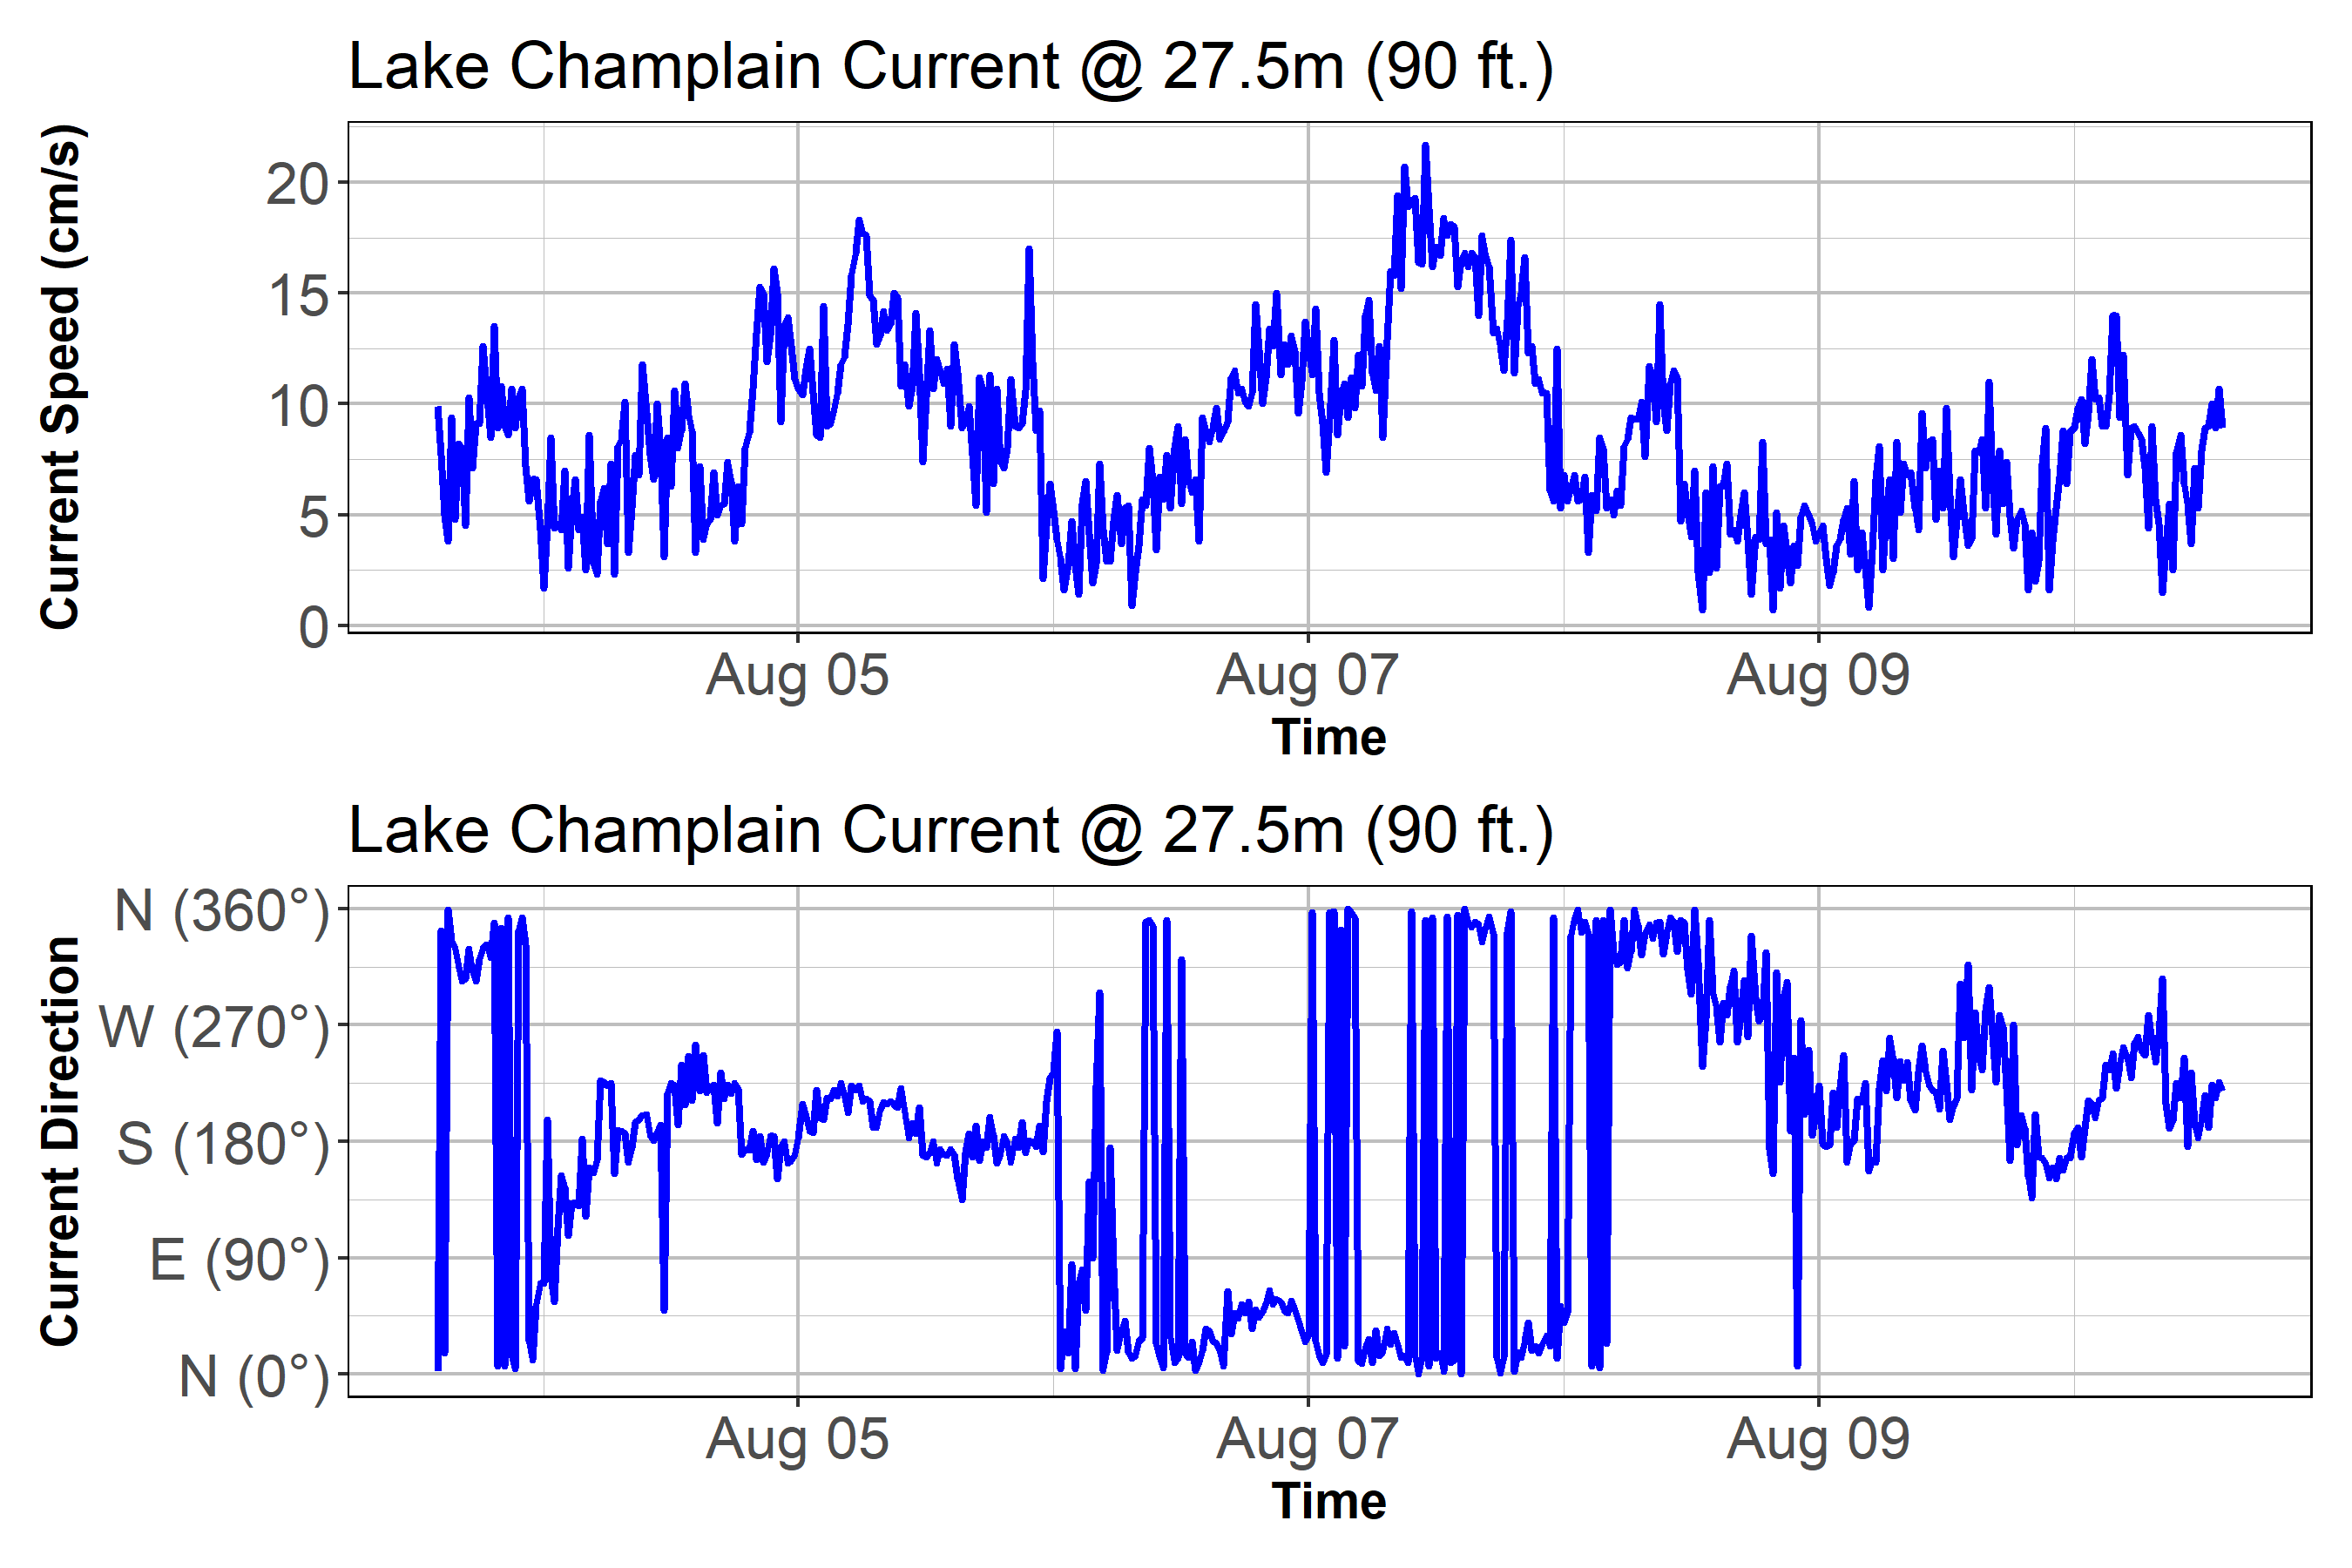 Lake Champlain Current @ 27.5m (90 ft.)
Current Speed (cm/s)
20
15
10
5
0
Aug 05 Aug 07 Aug 09
Time
Lake Champlain Current @ 27.5m (90 ft.)
Current Direction
N (360°)
W (270°)
S (180°)
E (90°)
N (0°)
Aug 05 Aug 07 Aug 09
Time